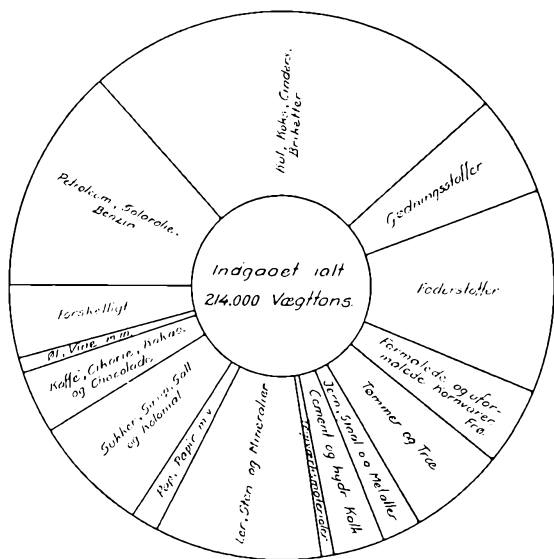 Kul, Koks, Cinders,
Briketter
Gødningsstoffer
Foderstoffer
Formalede og ufor-
malede Kornvarer
Frø.
Tømmer og Træ
Jern, Staal og Metaller
Cement og hydr Kalk
Ler, Sten og Mineralier
Pap, Papir m v
Sukker, Sirup, Salt
og Kolonial
Kaffe, Cikorie, Kakao
og Chocolade.
Øl, Vine m.m.
Forskelligt
Petroleum, Solarolie,
Benzin
Indgaaet ialt
214.000 Vægttons.